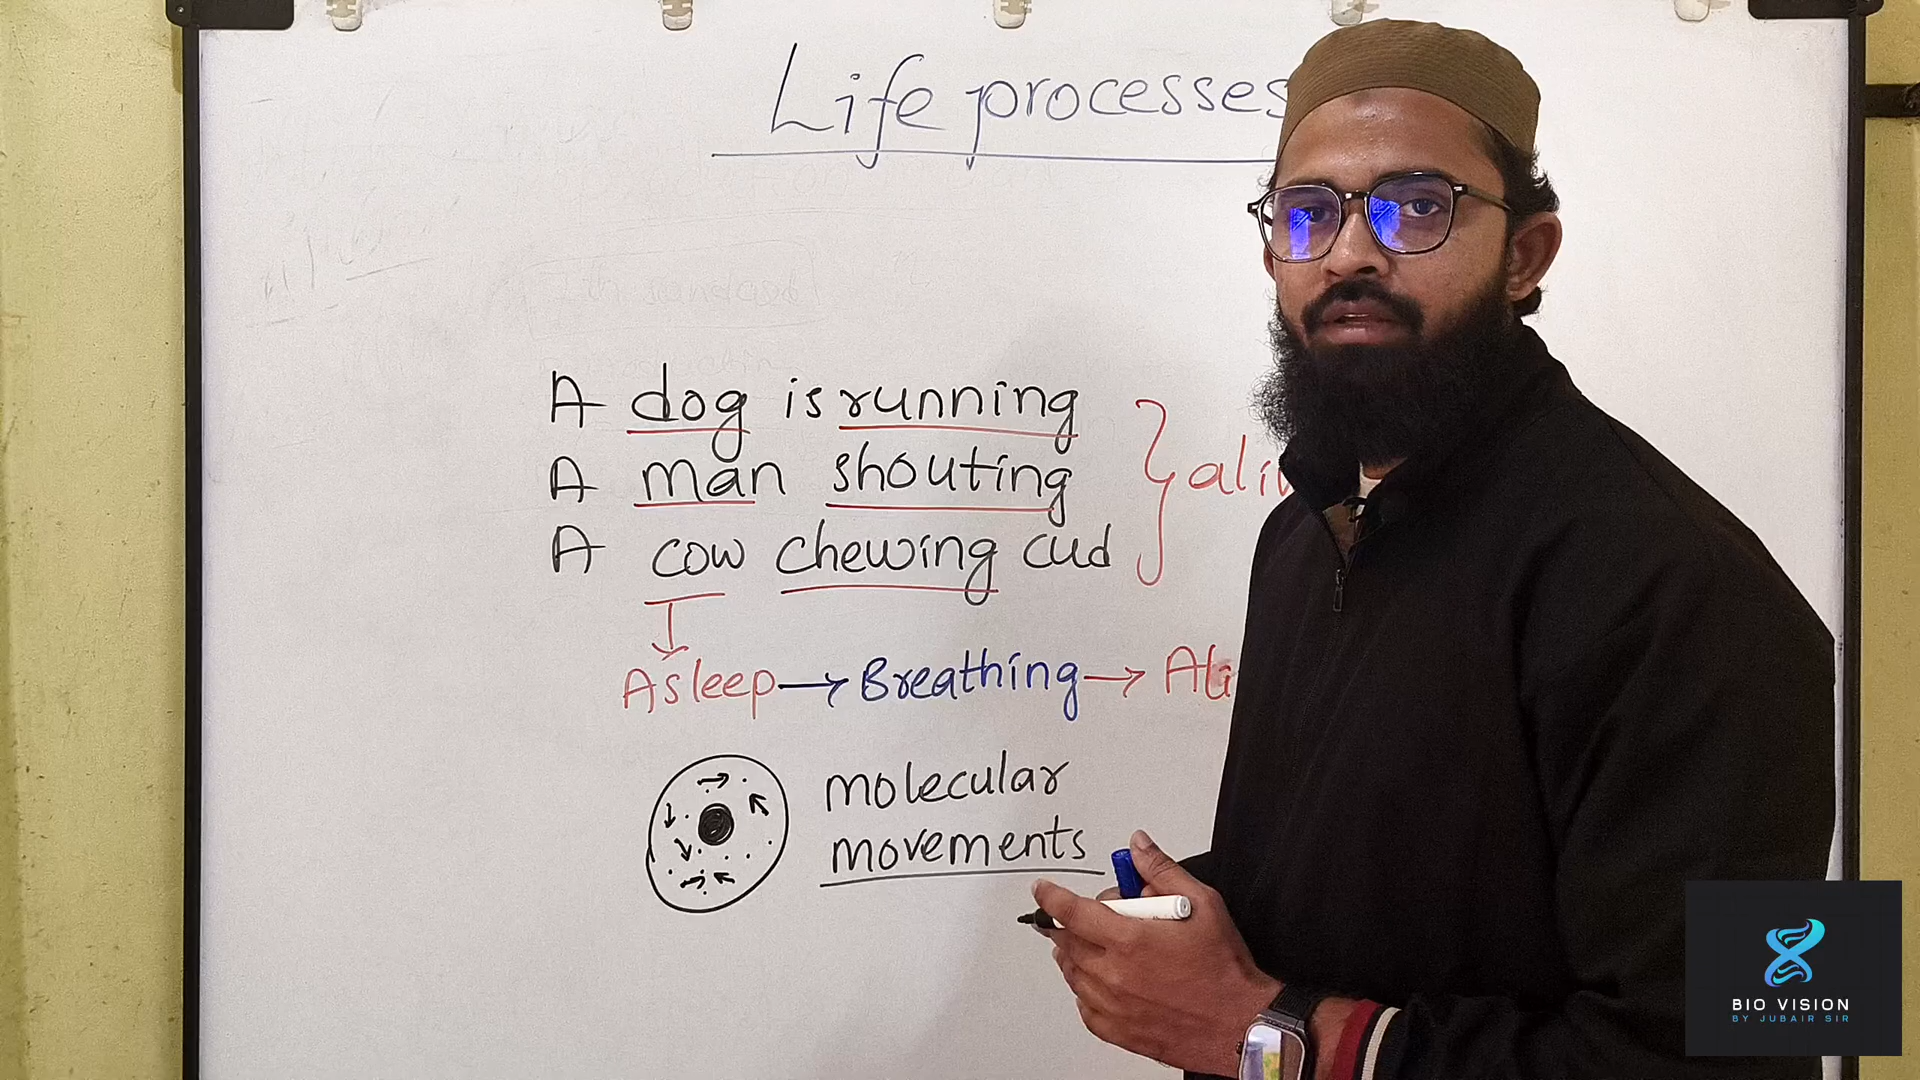 Life processes
A dog is running
A man shouting
A cow chewing cud
Asleep → Breathing →
molecular
movements
BIO VISION
BY JUBAIR SIR